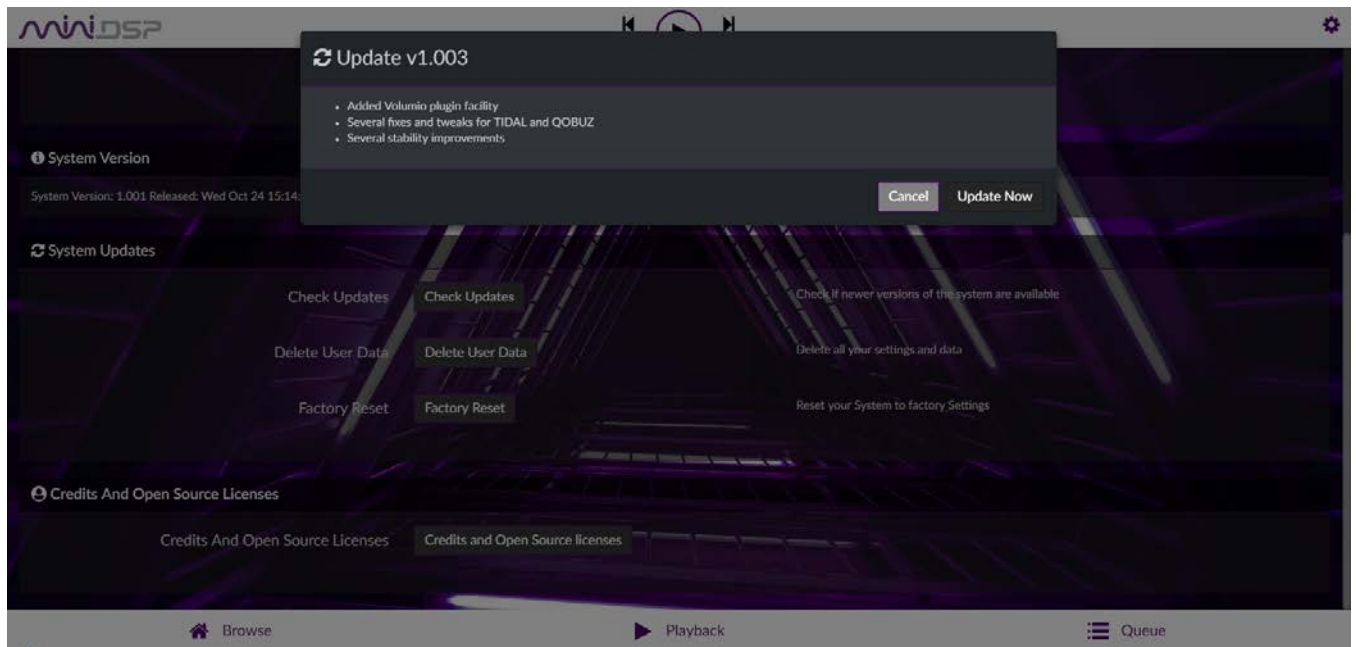 miniDSP
Update v1.003
Added Volumio plugin facility
Several fixes and tweaks for TIDAL and QOBUZ
Several stability improvements
Cancel Update Now
System Version
System Version: 1.001 Released: Wed Oct 24 15:14:
System Updates
Check Updates Check Updates Check if newer versions of the system are available
Delete User Data Delete User Data Delete all your settings and data
Factory Reset Factory Reset Reset your System to factory Settings
Credits And Open Source Licenses
Credits And Open Source Licenses Credits and Open Source licenses
Browse Playback Queue